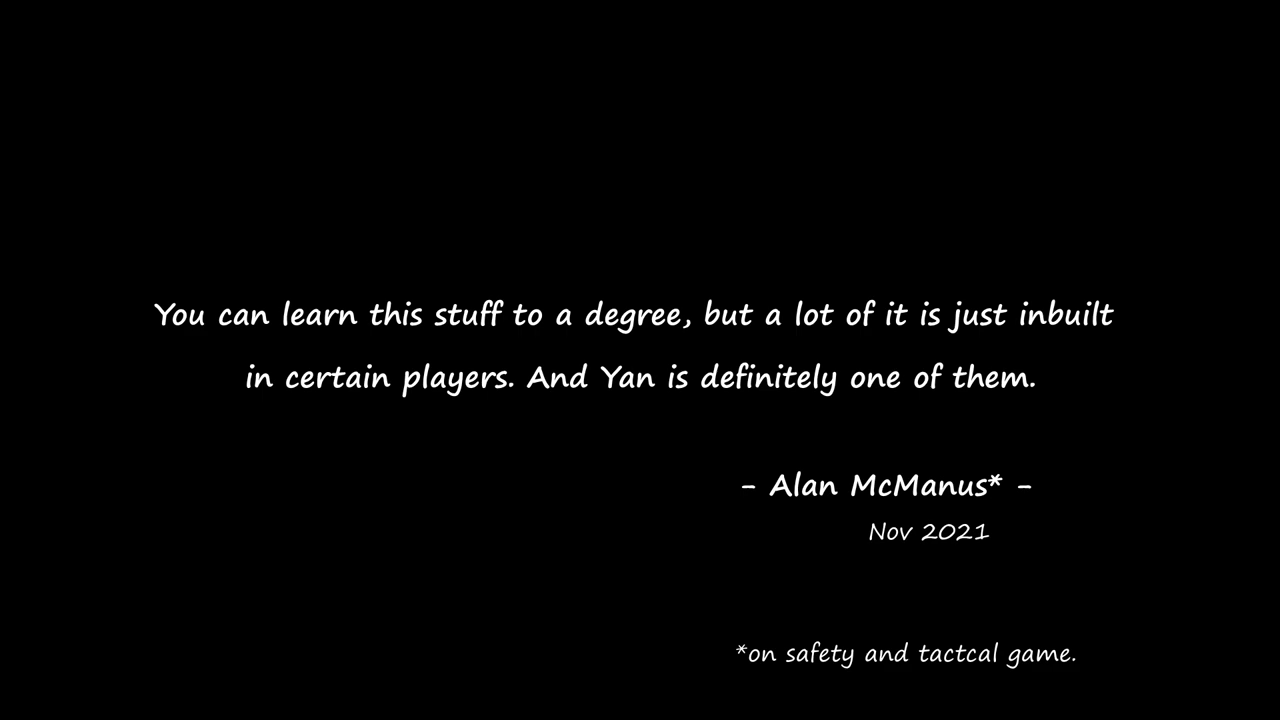 You can learn this stuff to a degree, but a lot of it is just inbuilt
in certain players. And Yan is definitely one of them.
- Alan McManus* -
Nov 2021
*on safety and tactcal game.